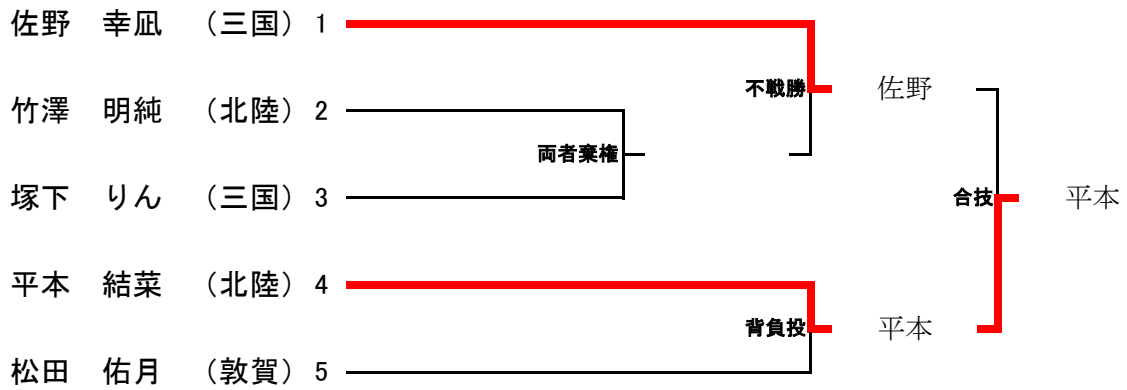 佐野 幸凪 （三国） 1
不戦勝 佐野
竹澤 明純 （北陸） 2
両者棄権
塚下 りん （三国） 3
合技 平本
平本 結菜 （北陸） 4
背負投 平本
松田 佑月 （敦賀） 5